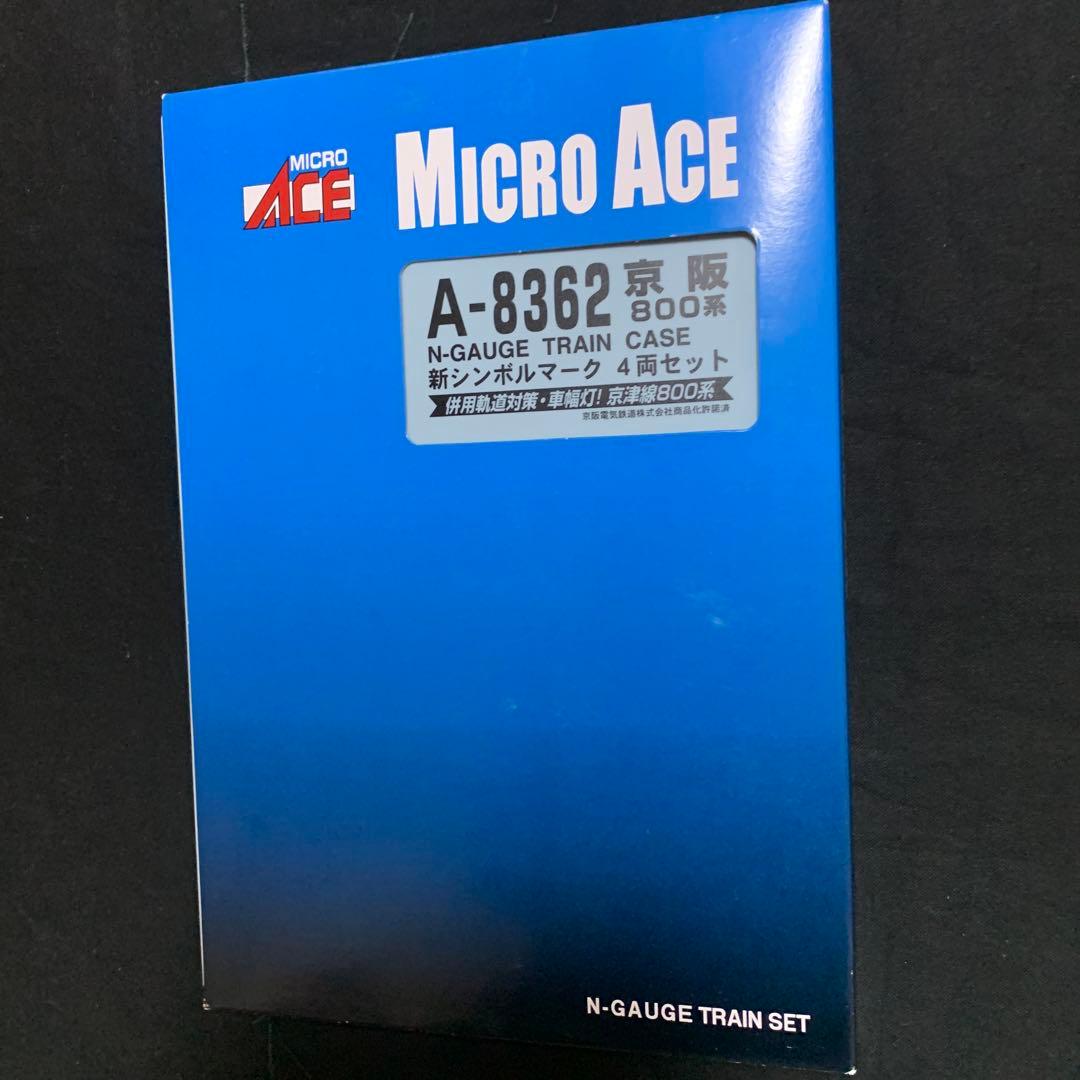 MICRO
ACE
MICRO ACE
A-8362 京阪
800系
N-GAUGE TRAIN CASE
新シンボルマーク 4両セット
併用軌道対策・車幅灯! 京津線800系
京阪電気鉄道株式会社商品化許諾済
N-GAUGE TRAIN SET